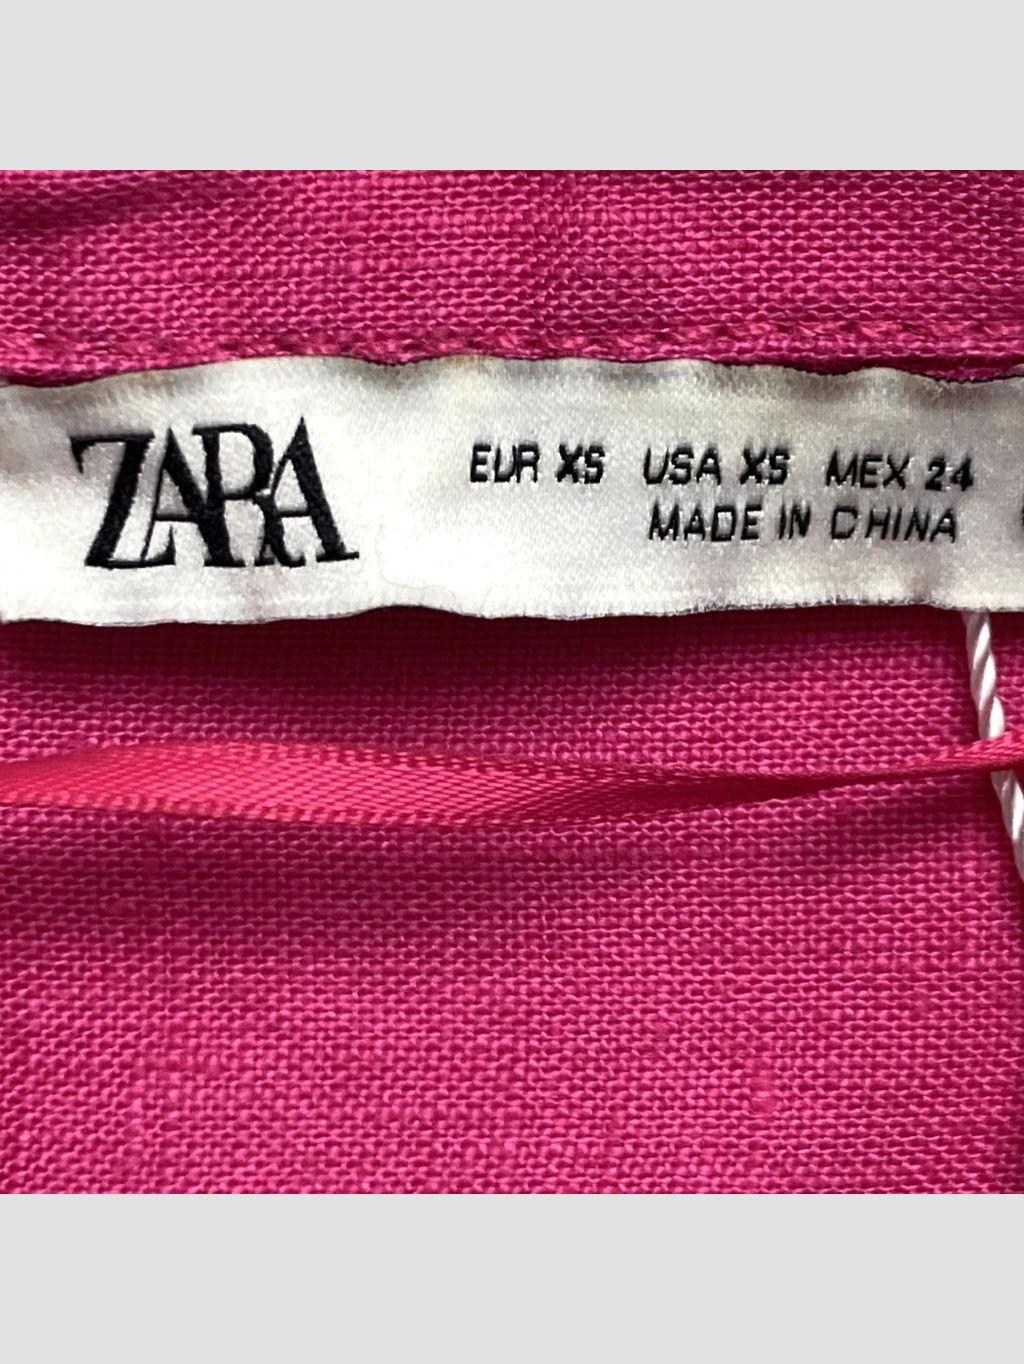 ZARA
EUR XS USA XS MEX 24
MADE IN CHINA